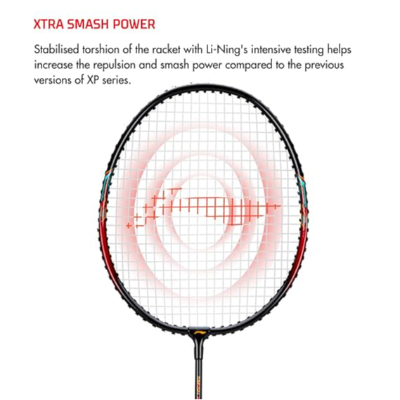 XTRA SMASH POWER
Stabilised torshion of the racket with Li-Ning's intensive testing helps
increase the repulsion and smash power compared to the previous
versions of XP series.